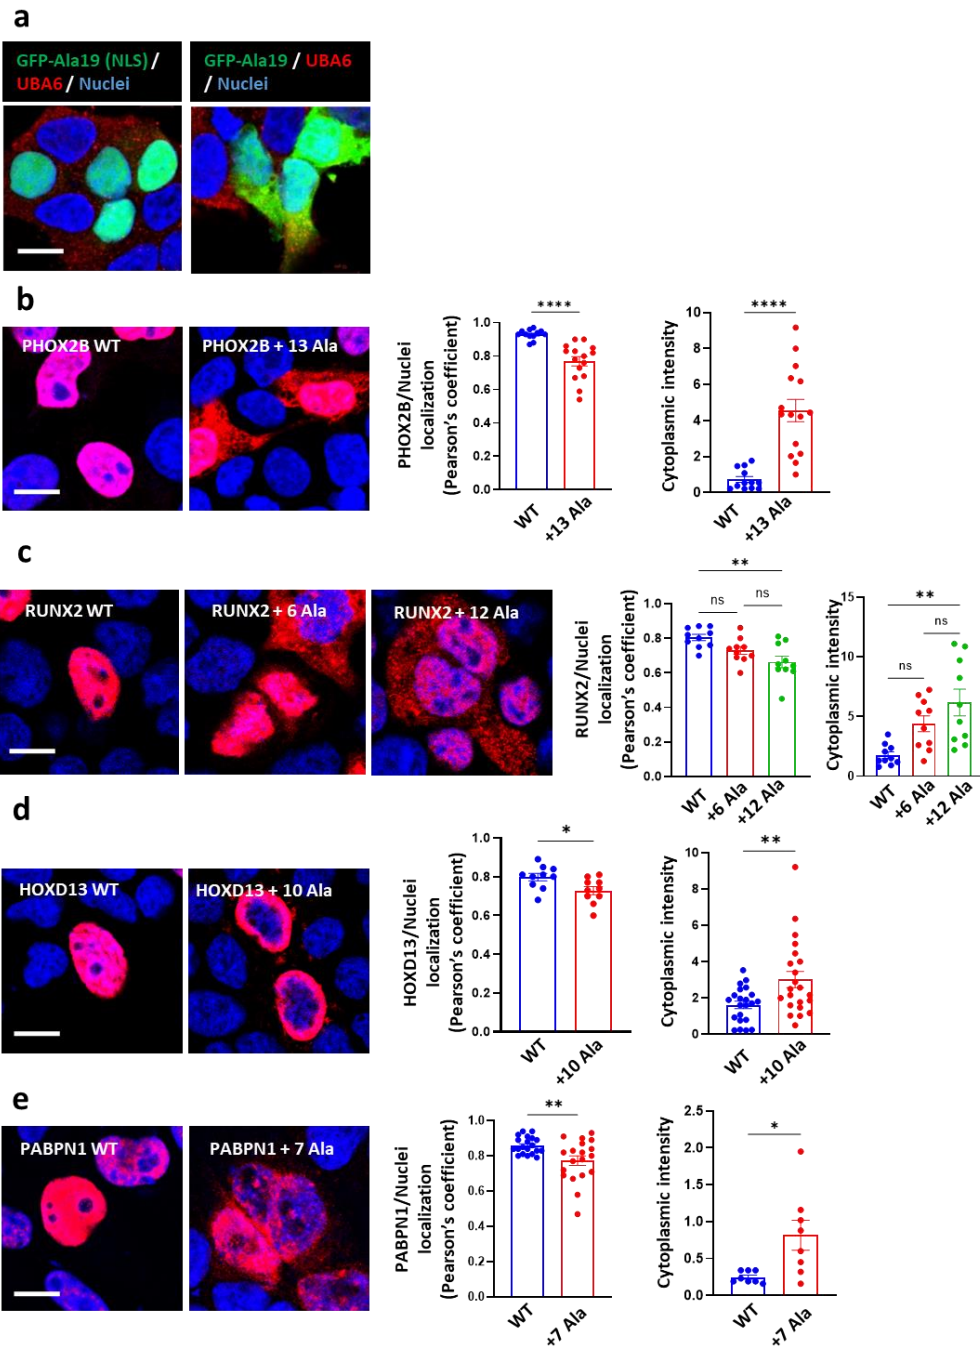 a
GFP-Ala19 (NLS) /
UBA6 / Nuclei
GFP-Ala19 / UBA6
/ Nuclei
b
PHOX2B WT
PHOX2B + 13 Ala
PHOX2B/Nuclei
localization
(Pearson's coefficient)
1.0
0.8
0.6
0.4
0.2
0.0
****
WT
+13 Ala
Cytoplasmic intensity
10
8
6
4
2
0
****
WT
+13 Ala
c
RUNX2 WT
RUNX2 + 6 Ala
RUNX2 + 12 Ala
RUNX2/Nuclei
localization
(Pearson's coefficient)
1.0
0.8
0.6
0.4
0.2
0.0
**
ns
ns
WT
+6 Ala
+12 Ala
Cytoplasmic intensity
15
10
5
0
**
ns
ns
WT
+6 Ala
+12 Ala
d
HOXD13 WT
HOXD13 + 10 Ala
HOXD13/Nuclei
localization
(Pearson's coefficient)
1.0
0.8
0.6
0.4
0.2
0.0
*
WT
+10 Ala
Cytoplasmic intensity
10
8
6
4
2
0
**
WT
+10 Ala
e
PABPN1 WT
PABPN1 + 7 Ala
PABPN1/Nuclei
localization
(Pearson's coefficient)
1.0
0.8
0.6
0.4
0.2
0.0
**
WT
+7 Ala
Cytoplasmic intensity
2.5
2.0
1.5
1.0
0.5
0.0
*
WT
+7 Ala